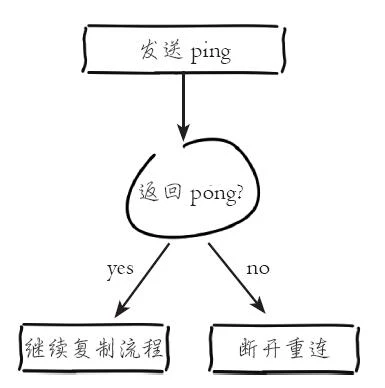 发送 ping
返回 pong?
yes
no
继续复制流程
断开重连